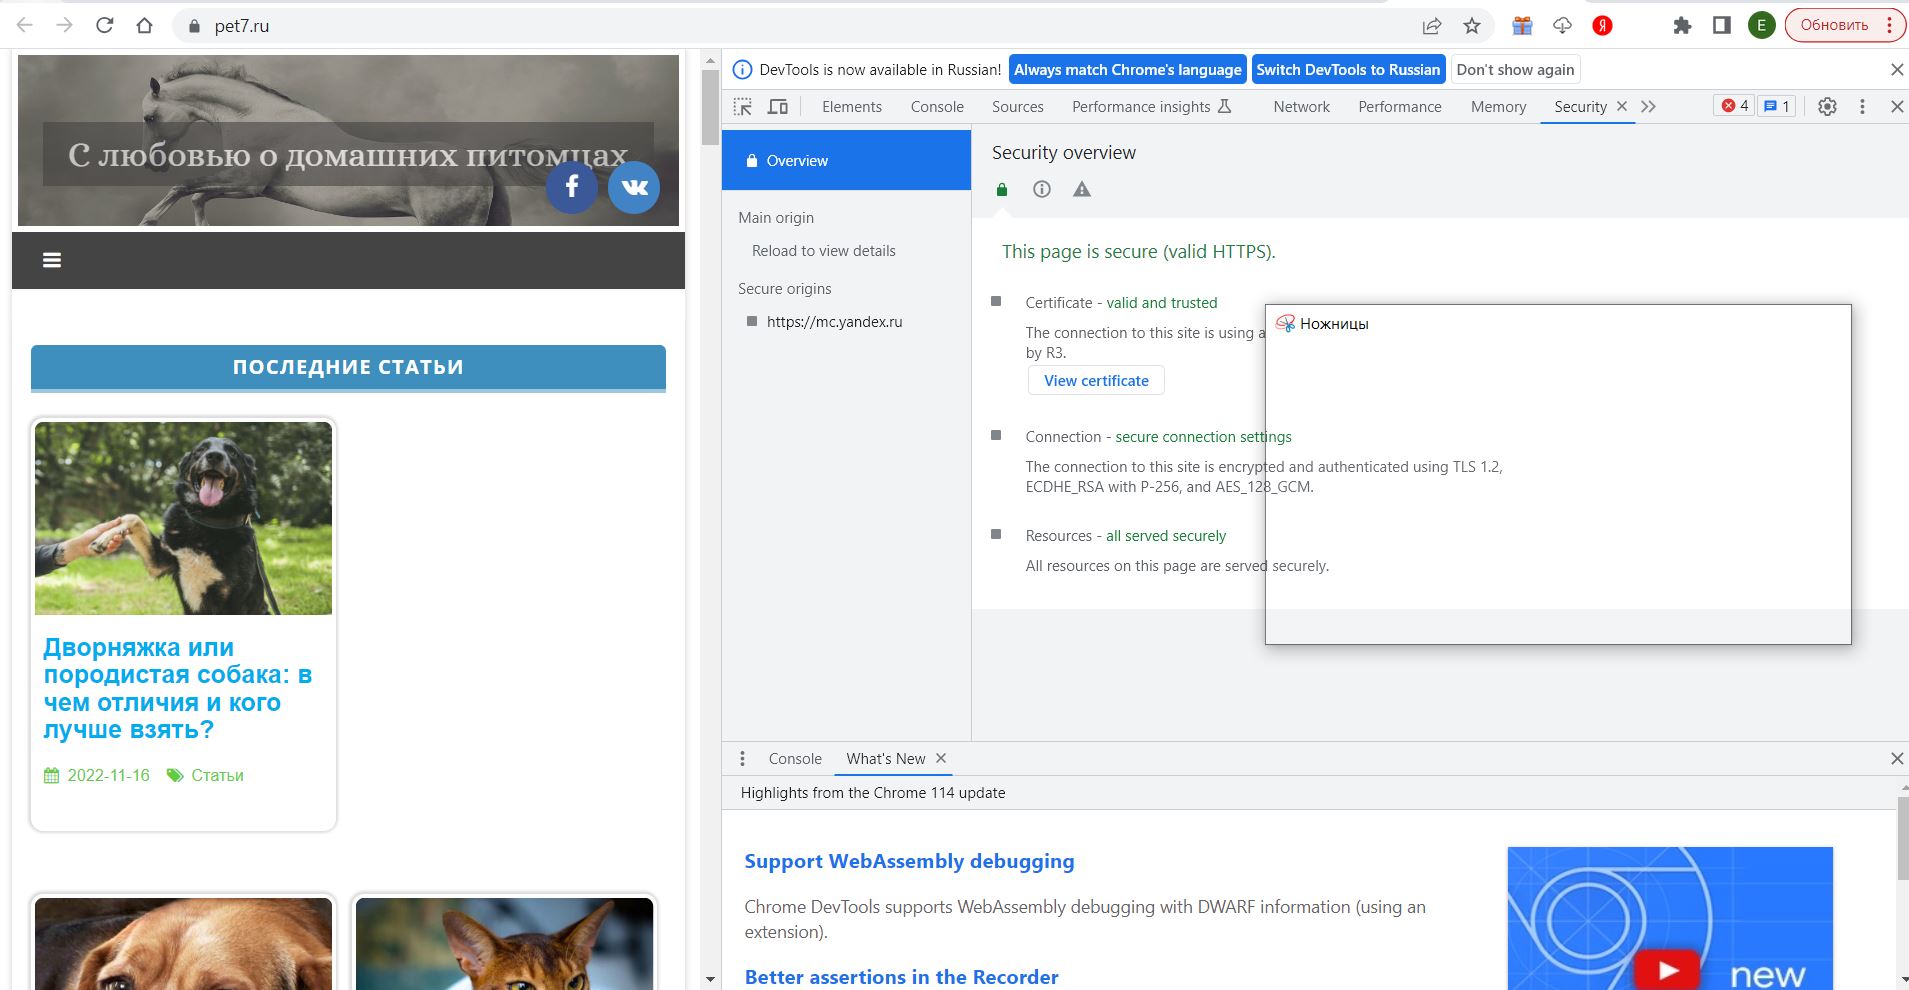 pet7.ru
E
Обновить
С любовью о домашних питомцах
ПОСЛЕДНИЕ СТАТЬИ
Дворняжка или
породистая собака: в
чем отличия и кого
лучше взять?
2022-11-16 Статьи
DevTools is now available in Russian! Always match Chrome's language Switch DevTools to Russian Don't show again
Elements Console Sources Performance insights Network Performance Memory Security 4 1
Overview
Main origin
Reload to view details
Secure origins
https://mc.yandex.ru
Security overview
This page is secure (valid HTTPS).
Certificate - valid and trusted
The connection to this site is using a
by R3.
View certificate
Connection - secure connection settings
The connection to this site is encrypted and authenticated using TLS 1.2,
ECDHE_RSA with P-256, and AES_128_GCM.
Resources - all served securely
All resources on this page are served securely.
Ножницы
Console What's New
Highlights from the Chrome 114 update
Support WebAssembly debugging
Chrome DevTools supports WebAssembly debugging with DWARF information (using an
extension).
Better assertions in the Recorder
new